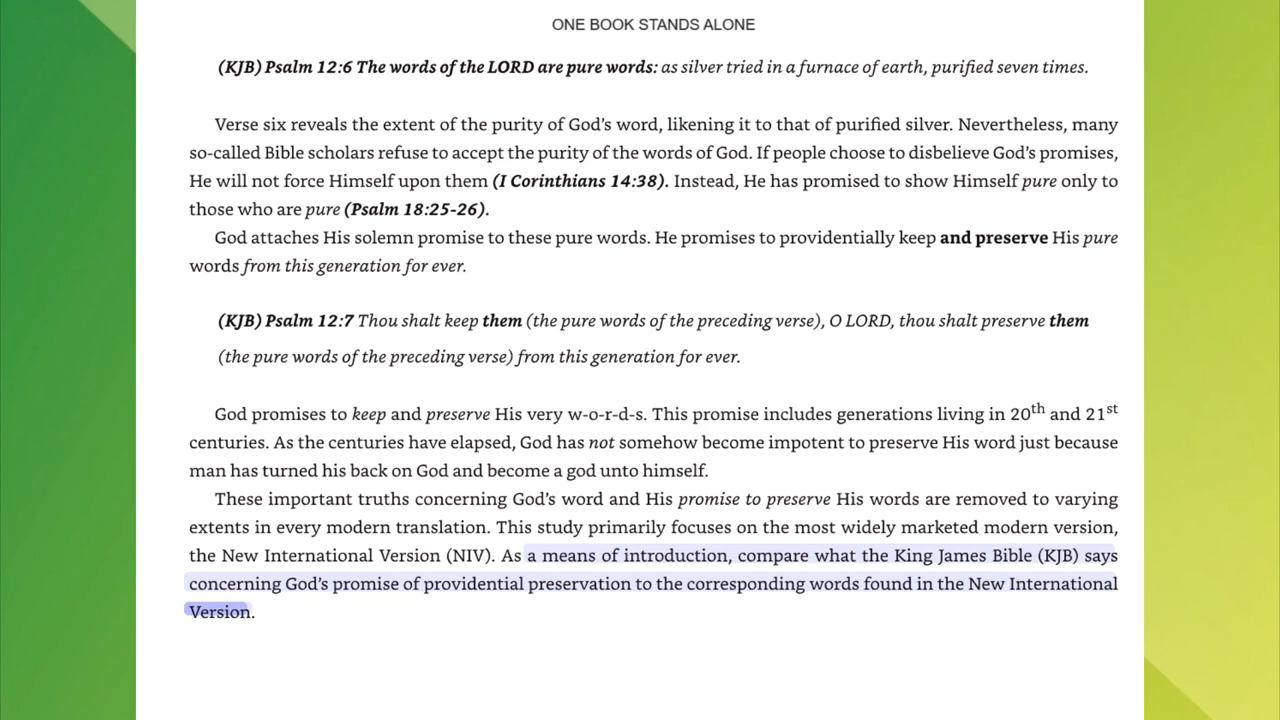 ONE BOOK STANDS ALONE
(KJB) Psalm 12:6 The words of the LORD are pure words: as silver tried in a furnace of earth, purified seven times.
Verse six reveals the extent of the purity of God’s word, likening it to that of purified silver. Nevertheless, many
so-called Bible scholars refuse to accept the purity of the words of God. If people choose to disbelieve God’s promises,
He will not force Himself upon them (I Corinthians 14:38). Instead, He has promised to show Himself pure only to
those who are pure (Psalm 18:25-26).
God attaches His solemn promise to these pure words. He promises to providentially keep and preserve His pure
words from this generation for ever.
(KJB) Psalm 12:7 Thou shalt keep them (the pure words of the preceding verse), O LORD, thou shalt preserve them
(the pure words of the preceding verse) from this generation for ever.
God promises to keep and preserve His very w-o-r-d-s. This promise includes generations living in 20th and 21st
centuries. As the centuries have elapsed, God has not somehow become impotent to preserve His word just because
man has turned his back on God and become a god unto himself.
These important truths concerning God’s word and His promise to preserve His words are removed to varying
extents in every modern translation. This study primarily focuses on the most widely marketed modern version,
the New International Version (NIV). As a means of introduction, compare what the King James Bible (KJB) says
concerning God’s promise of providential preservation to the corresponding words found in the New International
Version.